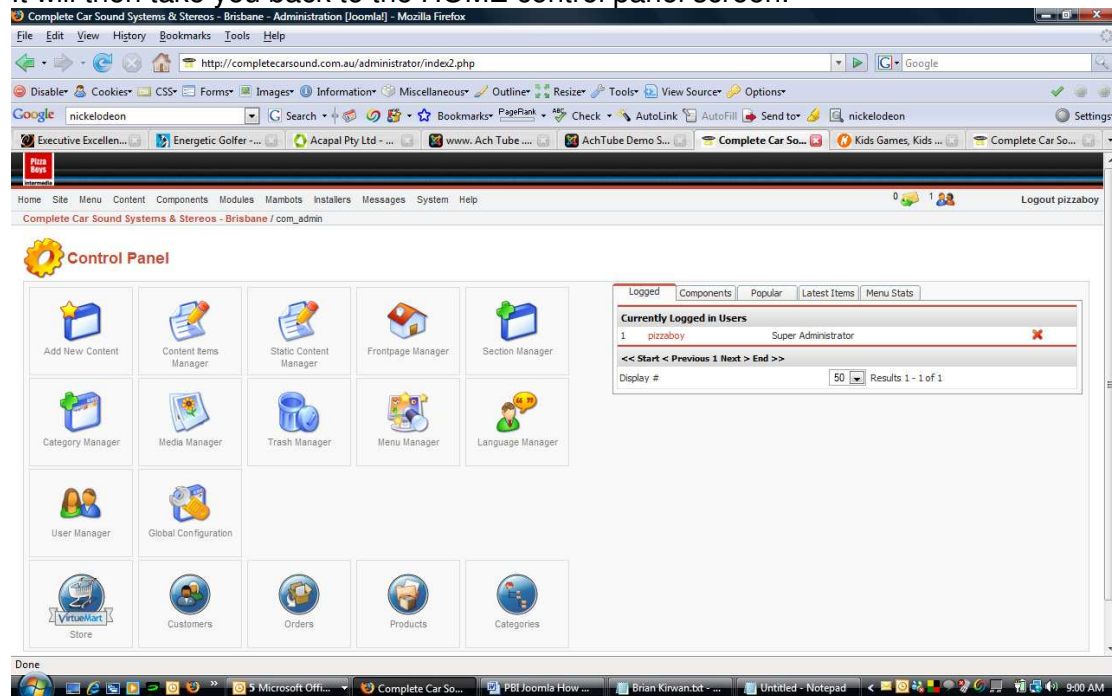 It will then take you back to the HOME control panel screen.
Complete Car Sound Systems & Stereos - Brisbane - Administration [Joomla!] - Mozilla Firefox
File Edit View History Bookmarks Tools Help
http://completecarsound.com.au/administrator/index2.php Google
Disable Cookies CSS Forms Images Information Miscellaneous Outline Resize Tools View Source Options
Google nickelodeon Search Bookmarks PageRank Check AutoLink AutoFill Send to nickelodeon Settings
Executive Excellen... Energetic Golfer -... Acapal Pty Ltd - ... www. Ach Tube .... AchTube Demo S... Complete Car So... Kids Games, Kids ... Complete Car So...
Pizza
Boys
intermedia
Home Site Menu Content Components Modules Mambots Installers Messages System Help 0 1 Logout pizzaboy
Complete Car Sound Systems & Stereos - Brisbane / com_admin
Control Panel
Logged Components Popular Latest Items Menu Stats
Currently Logged in Users
1 pizzaboy Super Administrator
<< Start < Previous 1 Next > End >>
Display # 50 Results 1 - 1 of 1
Add New Content Content Items Manager Static Content Manager Frontpage Manager Section Manager
Category Manager Media Manager Trash Manager Menu Manager Language Manager
User Manager Global Configuration
VirtueMart
Store Customers Orders Products Categories
Done
5 Microsoft Offi... Complete Car So... PBI Joomla How ... Brian Kirwan.txt - ... Untitled - Notepad 9:00 AM